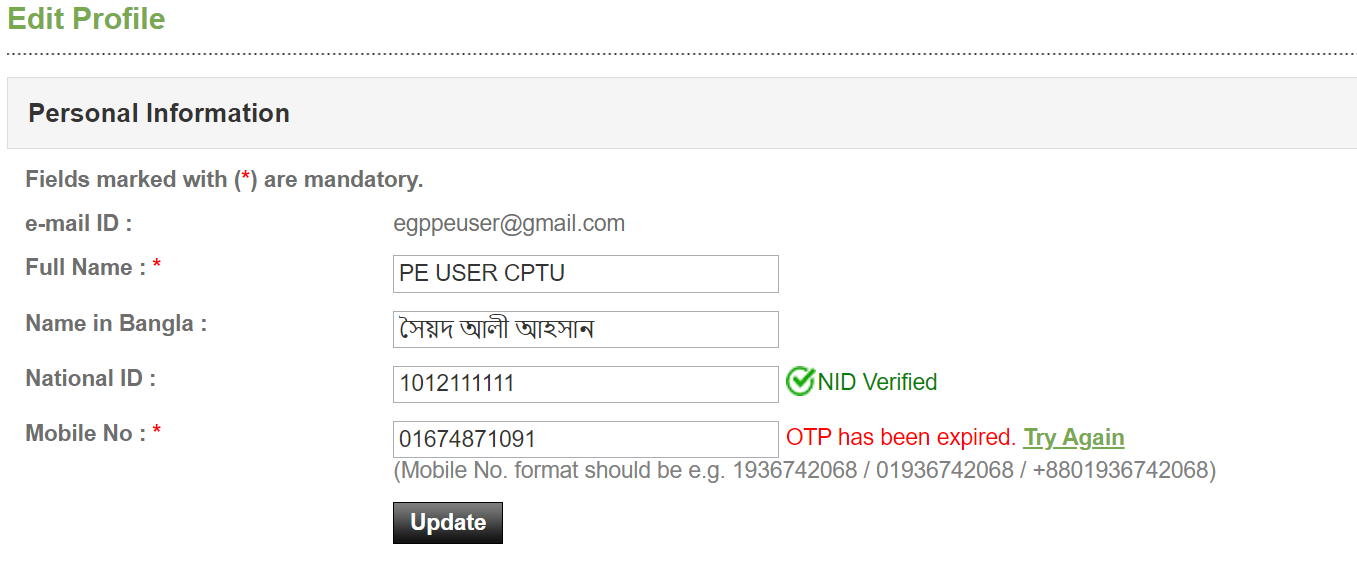 Edit Profile
Personal Information
Fields marked with (*) are mandatory.
e-mail ID : egppeuser@gmail.com
Full Name : * PE USER CPTU
Name in Bangla : সৈয়দ আলী আহসান
National ID : 1012111111 NID Verified
Mobile No : * 01674871091 OTP has been expired. Try Again
(Mobile No. format should be e.g. 1936742068 / 01936742068 / +8801936742068)
Update